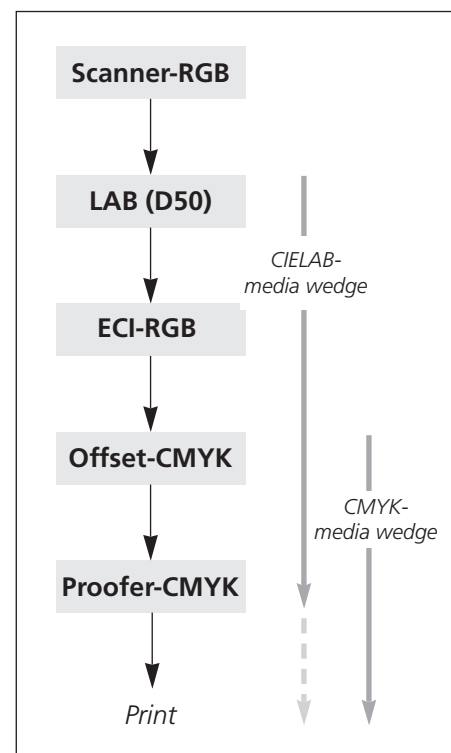 Scanner-RGB
LAB (D50)
CIELAB-
media wedge
ECI-RGB
Offset-CMYK
CMYK-
media wedge
Proofer-CMYK
Print